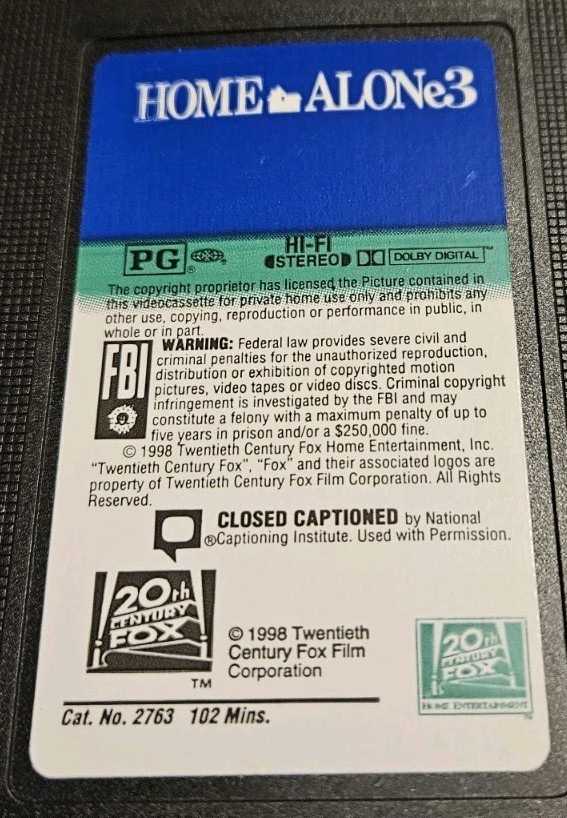 HOME ALONe3
PG ®
HI-FI
STEREO DOLBY DIGITAL™
The copyright proprietor has licensed the Picture contained in
this videocassette for private home use only and prohibits any
other use, copying, reproduction or performance in public, in
whole or in part.
FBI
WARNING: Federal law provides severe civil and
criminal penalties for the unauthorized reproduction,
distribution or exhibition of copyrighted motion
pictures, video tapes or video discs. Criminal copyright
infringement is investigated by the FBI and may
constitute a felony with a maximum penalty of up to
five years in prison and/or a $250,000 fine.
© 1998 Twentieth Century Fox Home Entertainment, Inc.
“Twentieth Century Fox”, “Fox” and their associated logos are
property of Twentieth Century Fox Film Corporation. All Rights
Reserved.
CLOSED CAPTIONED by National
®Captioning Institute. Used with Permission.
20th
CENTURY
FOX
TM
© 1998 Twentieth
Century Fox Film
Corporation
20th
CENTURY
FOX
HOME ENTERTAINMENT
Cat. No. 2763 102 Mins.